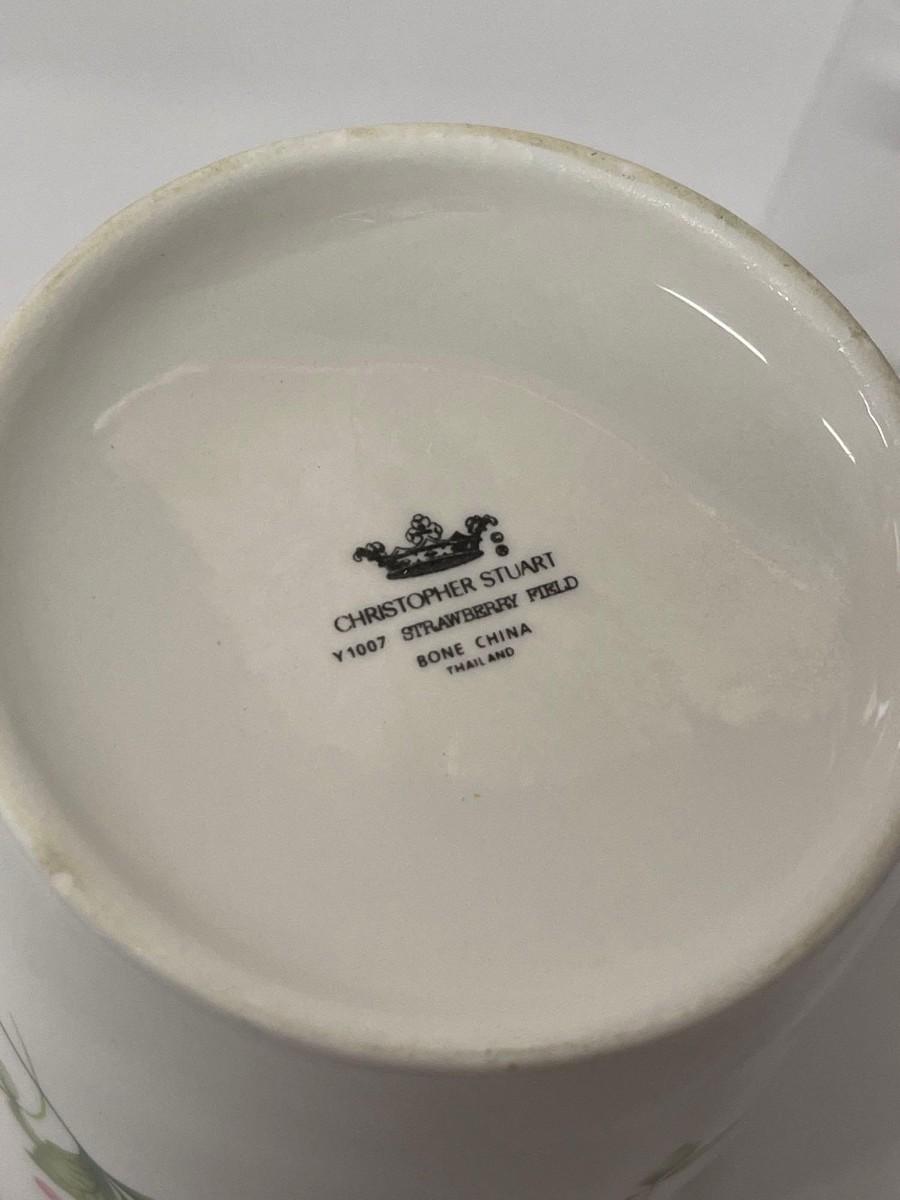 CHRISTOPHER STUART
Y1007 STRAWBERRY FIELD
BONE CHINA
THAILAND